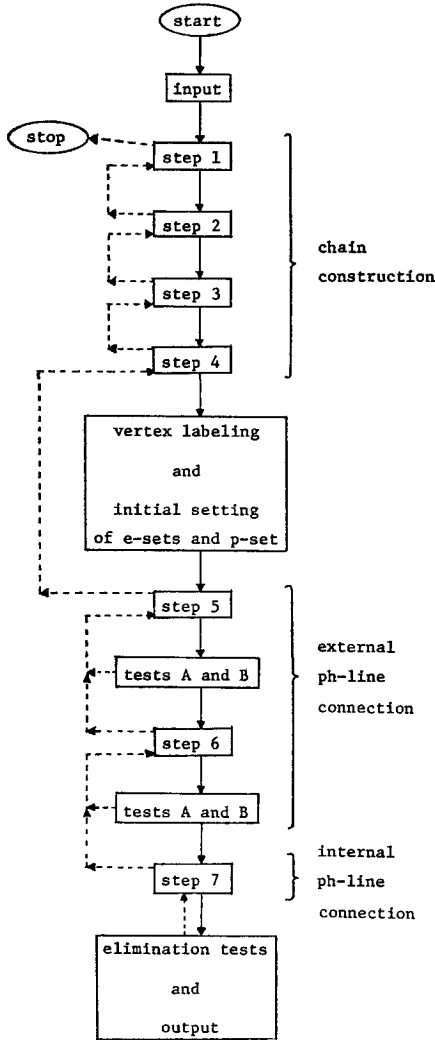 start
input
stop
step 1
step 2
chain
construction
step 3
step 4
vertex labeling
and
initial setting
of e-sets and p-set
step 5
external
ph-line
connection
tests A and B
step 6
tests A and B
internal
ph-line
connection
step 7
elimination tests
and
output